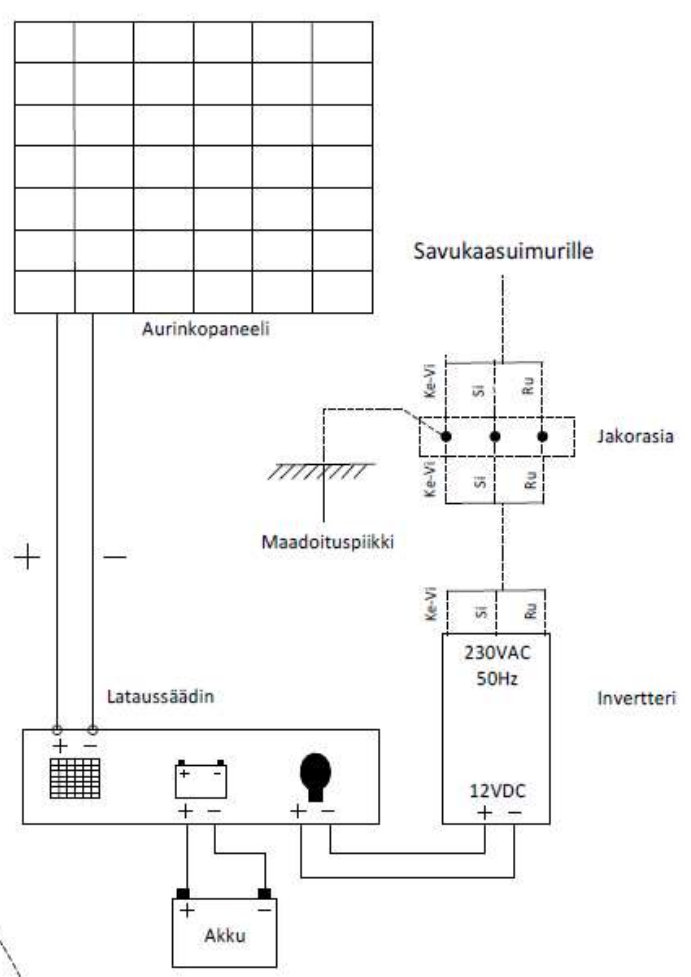 Savukaasuimurille
Aurinkopaneeli
Ke-Vi
Si
Ru
Jakorasia
Ke-Vi
Si
Ru
Maadoituspiikki
+
−
Ke-Vi
Si
Ru
230VAC
50Hz
Invertteri
Lataussäädin
+ −
+ −
12VDC
+ −
+ −
+ −
+ −
Akku